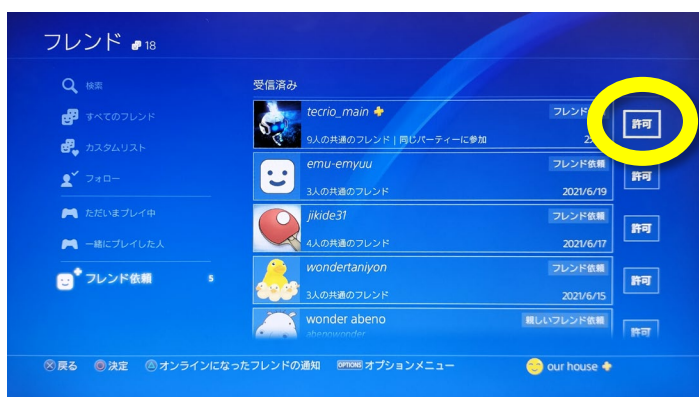 フレンド 18
検索
すべてのフレンド
カスタムリスト
フォロー
ただいまプレイ中
一緒にプレイした人
フレンド依頼 5
受信済み
tecrio_main フレンド
9人の共通のフレンド | 同じパーティーに参加
許可
emu-emyuu フレンド依頼
3人の共通のフレンド 2021/6/19
許可
jikide31 フレンド依頼
4人の共通のフレンド 2021/6/17
許可
wondertaniyon フレンド依頼
3人の共通のフレンド 2021/6/15
許可
wonder abeno 親しいフレンド依頼
abenowonder
許可
戻る 決定 オンラインになったフレンドの通知 OPTIONS オプションメニュー our house